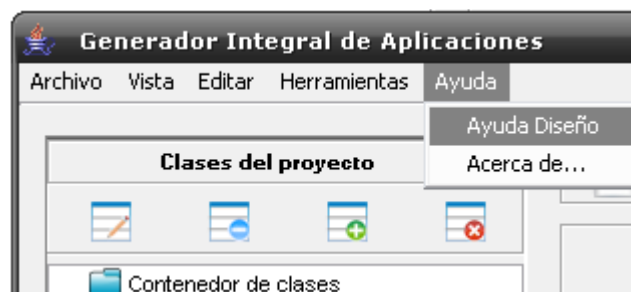 Generador Integral de Aplicaciones
Archivo Vista Editar Herramientas Ayuda
Ayuda Diseño
Clases del proyecto
Acerca de...
Contenedor de clases